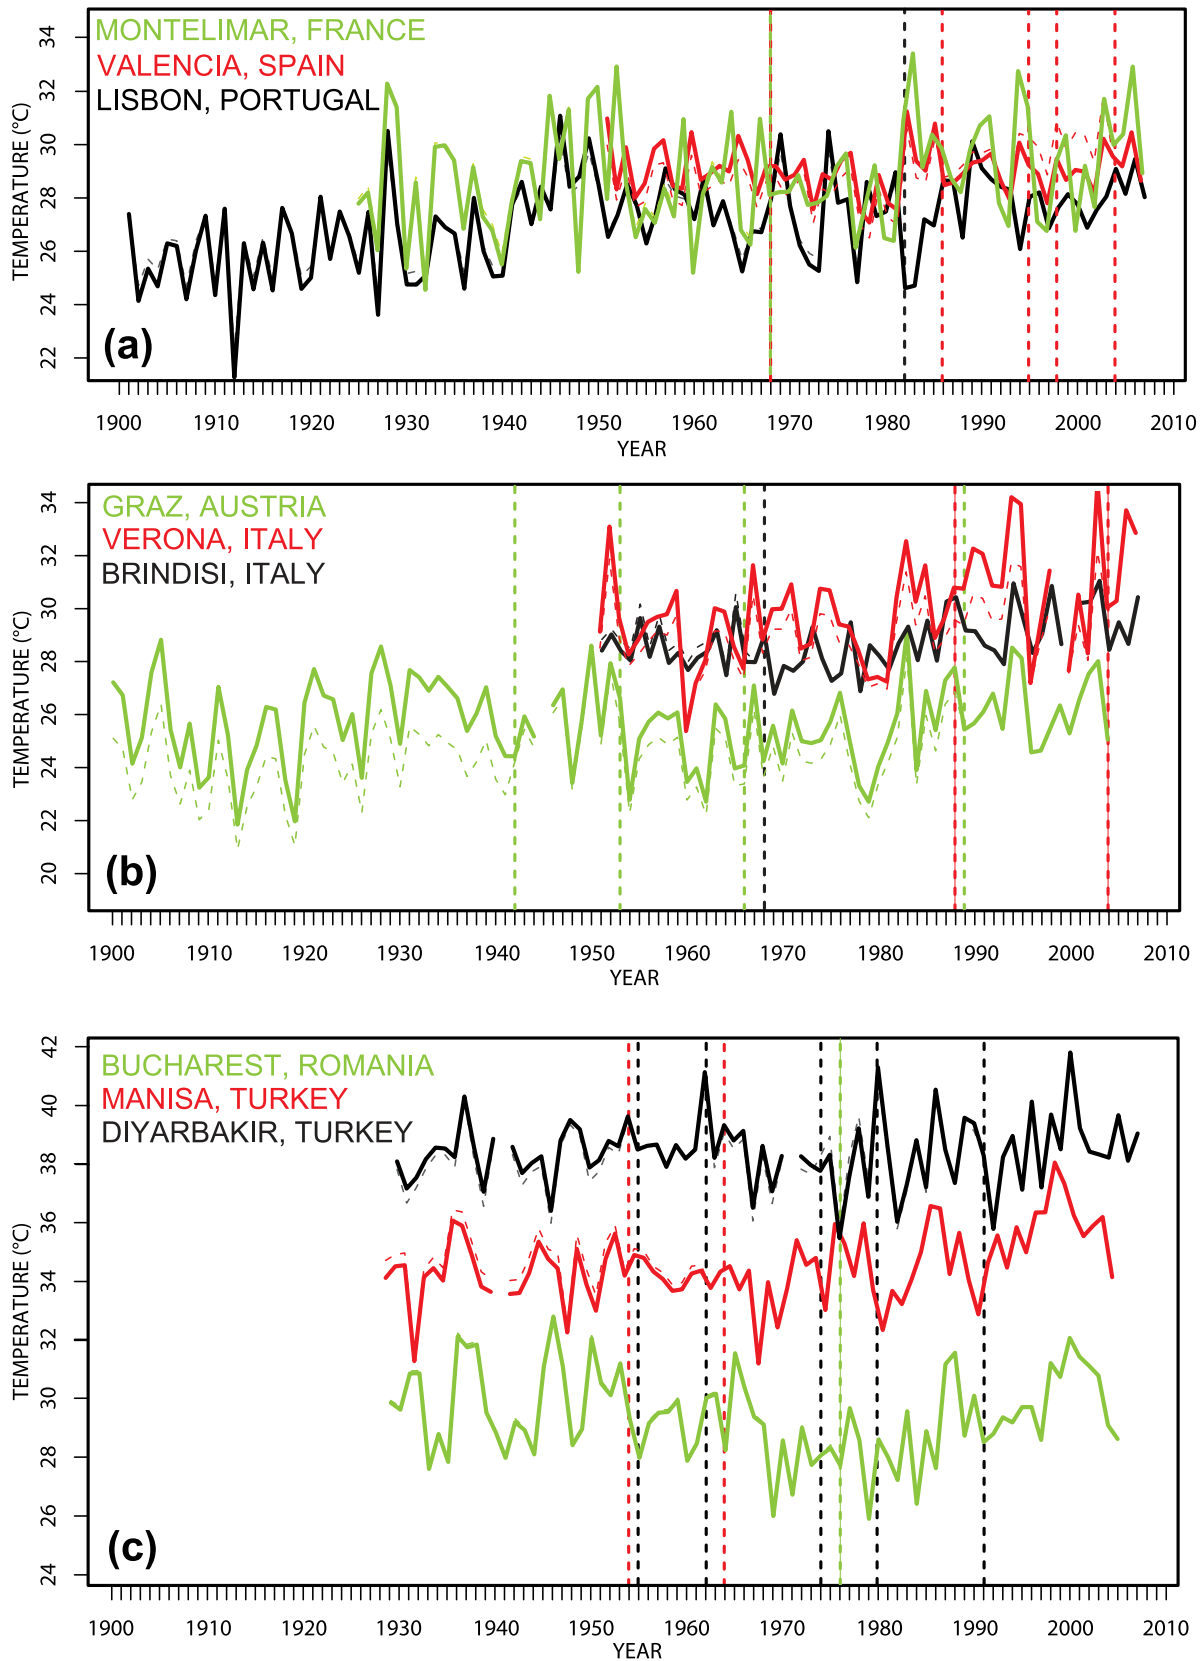 MONTELIMAR, FRANCE
VALENCIA, SPAIN
LISBON, PORTUGAL
TEMPERATURE (°C)
34
32
30
28
26
24
22
(a)
1900 1910 1920 1930 1940 1950 1960 1970 1980 1990 2000 2010
YEAR
GRAZ, AUSTRIA
VERONA, ITALY
BRINDISI, ITALY
TEMPERATURE (°C)
34
32
30
28
26
24
22
20
(b)
1900 1910 1920 1930 1940 1950 1960 1970 1980 1990 2000 2010
YEAR
BUCHAREST, ROMANIA
MANISA, TURKEY
DIYARBAKIR, TURKEY
TEMPERATURE (°C)
42
40
38
36
34
32
30
28
26
24
(c)
1900 1910 1920 1930 1940 1950 1960 1970 1980 1990 2000 2010
YEAR